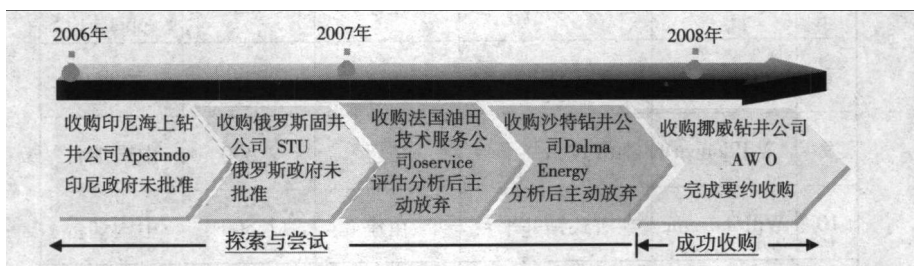 2006年
2007年
2008年
收购印尼海上钻
井公司Apexindo
印尼政府未批准
收购俄罗斯固井
公司 STU
俄罗斯政府未
批准
收购法国油田
技术服务公
司oservice
评估分析后主
动放弃
收购沙特钻井公
司Dalma
Energy
分析后主动放弃
收购挪威钻井公司
AWO
完成要约收购
探索与尝试
成功收购